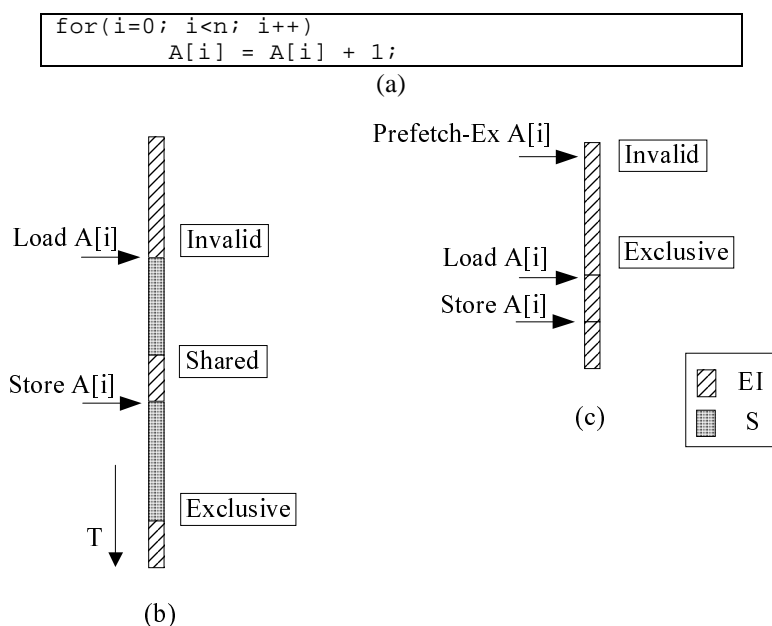 for(i=0; i<n; i++)
A[i] = A[i] + 1;
(a)
Prefetch-Ex A[i]
Invalid
Load A[i]
Invalid
Exclusive
Load A[i]
Store A[i]
Shared
Store A[i]
EI
S
(c)
Exclusive
T
(b)